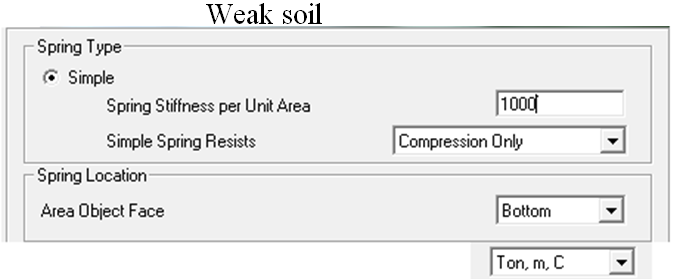 Weak soil
Spring Type
Simple
Spring Stiffness per Unit Area 1000
Simple Spring Resists Compression Only
Spring Location
Area Object Face Bottom
Ton, m, C